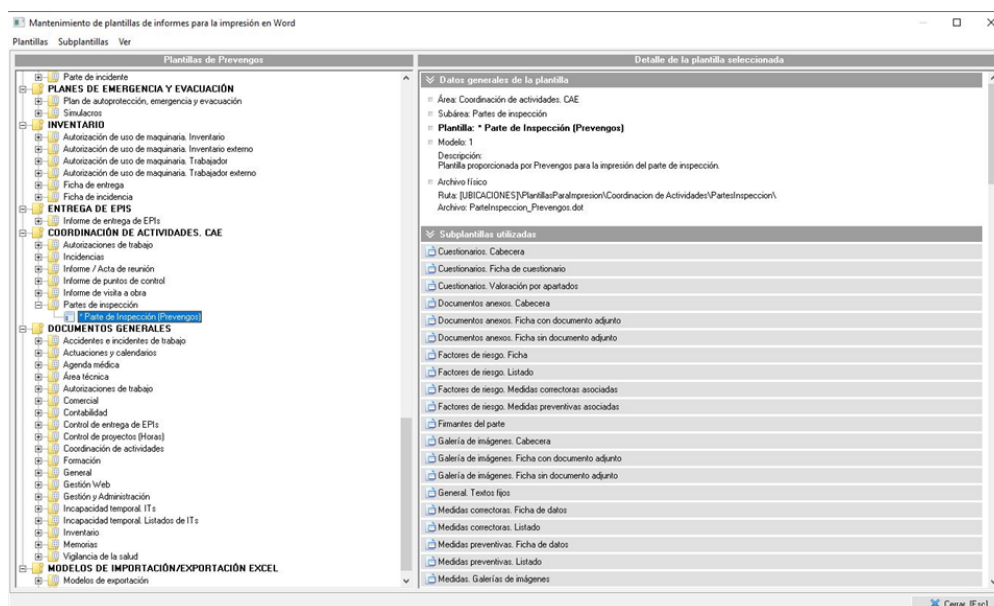 Mantenimiento de plantillas de informes para la impresión en Word
Plantillas Subplantillas Ver
Plantillas de Prevengos
Parte de incidente
PLANES DE EMERGENCIA Y EVACUACIÓN
Plan de autoprotección, emergencia y evacuación
Simulacros
INVENTARIO
Autorización de uso de maquinaria. Inventario
Autorización de uso de maquinaria. Inventario externo
Autorización de uso de maquinaria. Trabajador
Autorización de uso de maquinaria. Trabajador externo
Ficha de entrega
Ficha de incidencia
ENTREGA DE EPIS
Informe de entrega de EPIs
COORDINACIÓN DE ACTIVIDADES. CAE
Autorizaciones de trabajo
Incidencias
Informe / Acta de reunión
Informe de puntos de control
Informe de visita a obra
Partes de inspección
* Parte de Inspección (Prevengos)
DOCUMENTOS GENERALES
Accidentes e incidentes de trabajo
Actuaciones y calendarios
Agenda médica
Área técnica
Autorizaciones de trabajo
Comercial
Contabilidad
Control de entrega de EPIs
Control de proyectos (Horas)
Coordinación de actividades
Formación
General
Gestión Web
Gestión y Administración
Incapacidad temporal. ITs
Incapacidad temporal. Listados de ITs
Inventario
Memorias
Vigilancia de la salud
MODELOS DE IMPORTACIÓN/EXPORTACIÓN EXCEL
Modelos de exportación
Detalle de la plantilla seleccionada
Datos generales de la plantilla
Área: Coordinación de actividades. CAE
Subárea: Partes de inspección
Plantilla: * Parte de Inspección (Prevengos)
Modelo: 1
Descripción:
Plantilla proporcionada por Prevengos para la impresión del parte de inspección.
Archivo físico
Ruta: [UBICACIONES]\PlantillasParaImpresion\Coordinacion de Actividades\PartesInspeccion\
Archivo: ParteInspeccion_Prevengos.dot
Subplantillas utilizadas
Cuestionarios. Cabecera
Cuestionarios. Ficha de cuestionario
Cuestionarios. Valoración por apartados
Documentos anexos. Cabecera
Documentos anexos. Ficha con documento adjunto
Documentos anexos. Ficha sin documento adjunto
Factores de riesgo. Ficha
Factores de riesgo. Listado
Factores de riesgo. Medidas correctoras asociadas
Factores de riesgo. Medidas preventivas asociadas
Firmantes del parte
Galería de imágenes. Cabecera
Galería de imágenes. Ficha con documento adjunto
Galería de imágenes. Ficha sin documento adjunto
General. Textos fijos
Medidas correctoras. Ficha de datos
Medidas correctoras. Listado
Medidas preventivas. Ficha de datos
Medidas preventivas. Listado
Medidas. Galerías de imágenes
Cerrar [Esc]